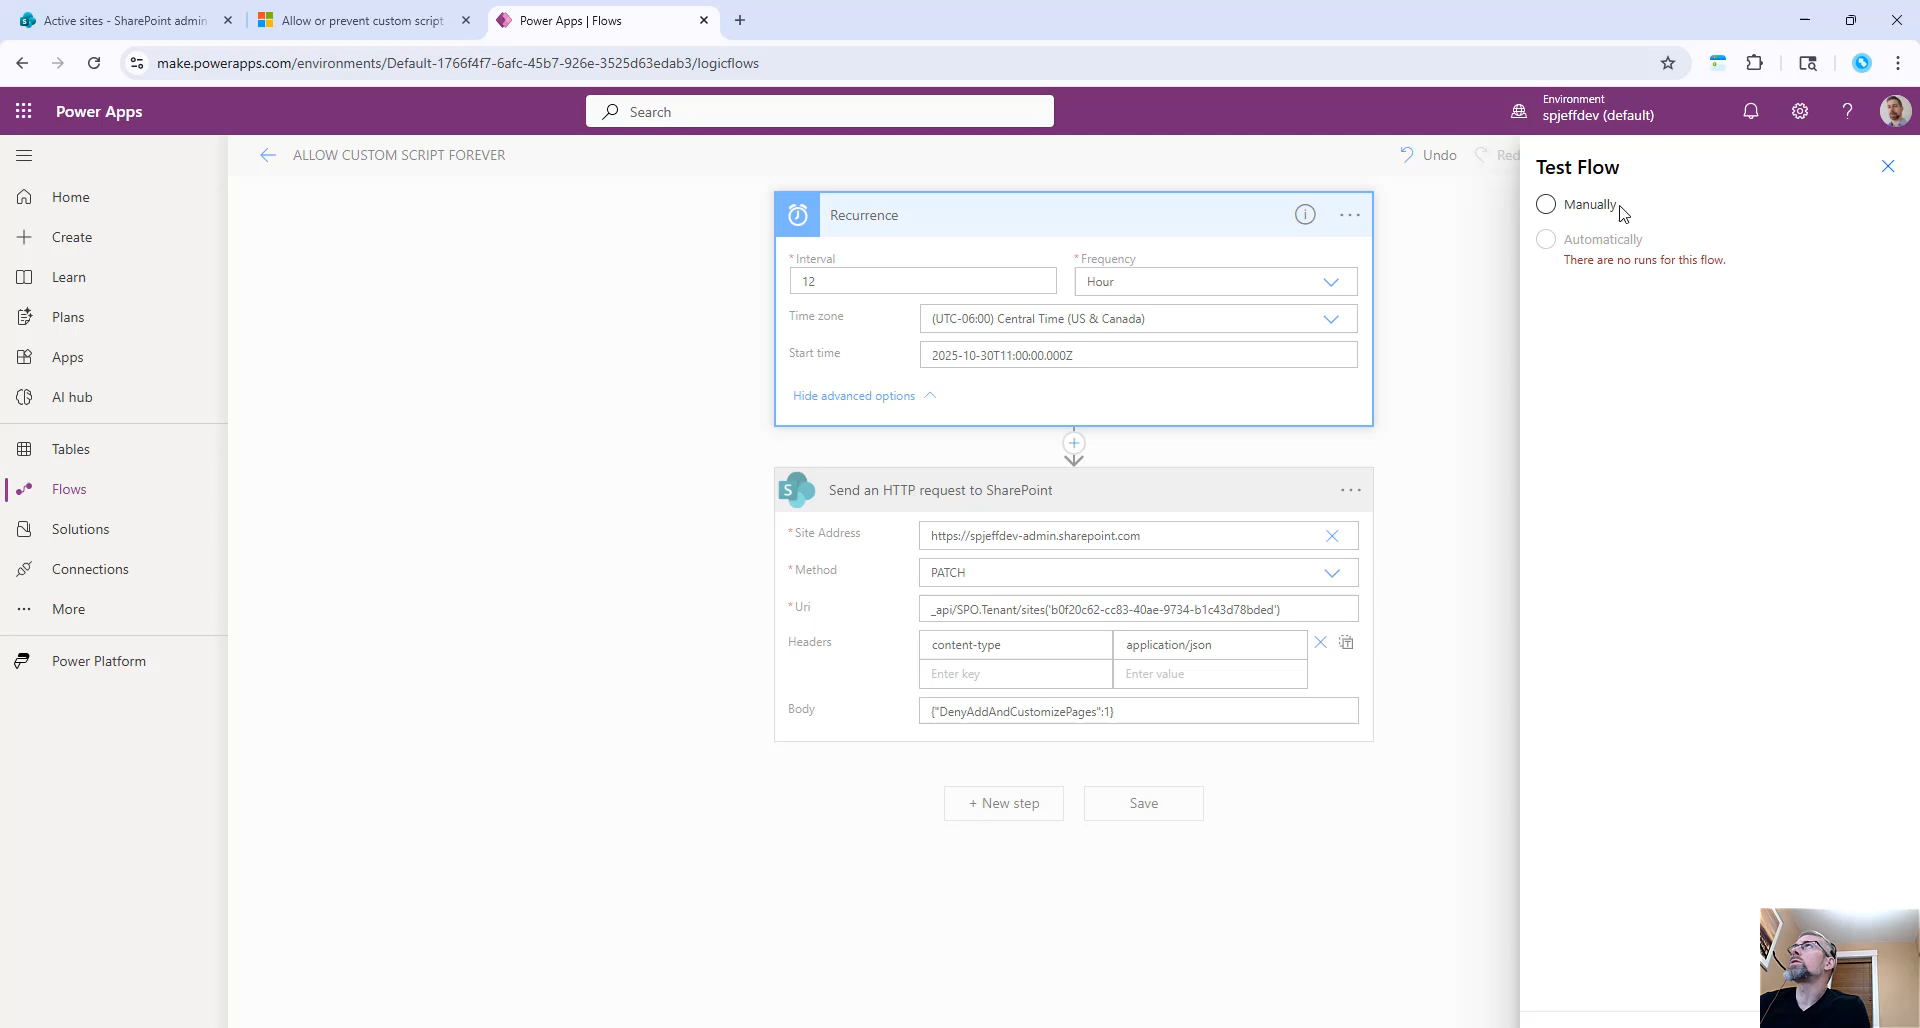 Active sites - SharePoint admin
Allow or prevent custom script
Power Apps | Flows
make.powerapps.com/environments/Default-1766f4f7-6afc-45b7-926e-3525d63edab3/logicflows
Power Apps
Search
Environment
spjeffdev (default)
ALLOW CUSTOM SCRIPT FOREVER
Undo
Red
Home
Create
Learn
Plans
Apps
AI hub
Tables
Flows
Solutions
Connections
More
Power Platform
Recurrence
* Interval
* Frequency
12
Hour
Time zone
(UTC-06:00) Central Time (US & Canada)
Start time
2025-10-30T11:00:00.000Z
Hide advanced options
S
Send an HTTP request to SharePoint
* Site Address
https://spjeffdev-admin.sharepoint.com
* Method
PATCH
* Uri
_api/SPO.Tenant/sites('b0f20c62-cc83-40ae-9734-b1c43d78bded')
Headers
content-type
application/json
Enter key
Enter value
Body
{"DenyAddAndCustomizePages":1}
+ New step
Save
Test Flow
Manually
Automatically
There are no runs for this flow.